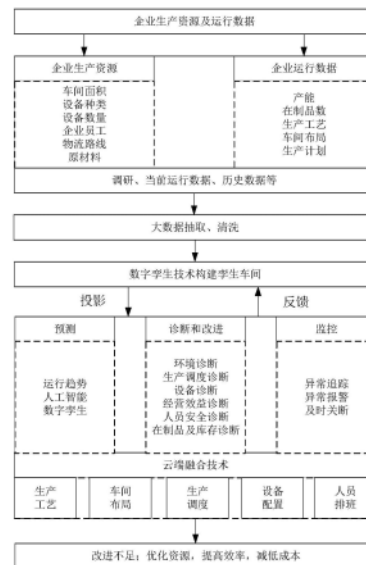 企业生产资源及运行数据
企业生产资源
企业运行数据
车间面积
设备种类
设备数量
企业员工
物流路线
原材料
产能
在制品数
生产工艺
车间布局
生产计划
调研、当前运行数据、历史数据等
大数据抽取、清洗
数字孪生技术构建孪生车间
投影
反馈
预测
诊断和改进
监控
运行趋势
人工智能
数字孪生
环境诊断
生产调度诊断
设备诊断
经营效益诊断
人员安全诊断
在制品及库存诊断
异常追踪
异常报警
及时关断
云端融合技术
生产
工艺
车间
布局
生产
调度
设备
配置
人员
排班
改进不足；优化资源，提高效率，减低成本